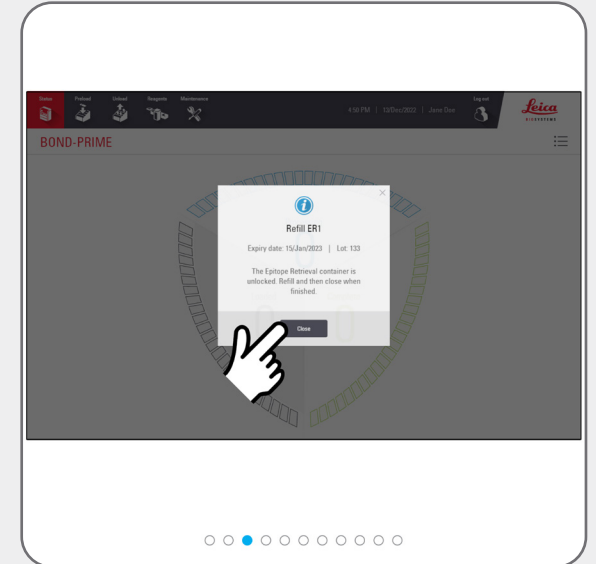 Status Preload Unload Reagents Maintenance
4:50 PM | 12/Dec/2022 | Jane Doe
Log out
Leica
BIOSYSTEMS
BOND-PRIME
Refill ER1
Expiry date: 15/Jan/2023 | Lot: 133
The Epitope Retrieval container is
unlocked. Refill and then close when
finished.
Close